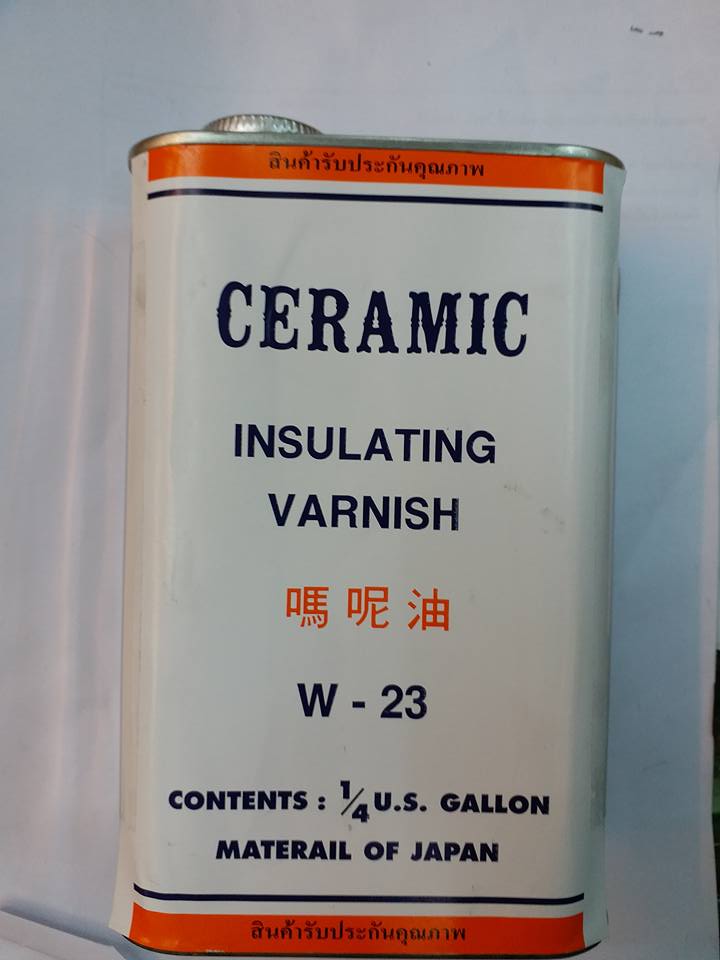 สินค้ารับประกันคุณภาพ
CERAMIC
INSULATING
VARNISH
嗎呢油
W - 23
CONTENTS : 1/4 U.S. GALLON
MATERAIL OF JAPAN
สินค้ารับประกันคุณภาพ